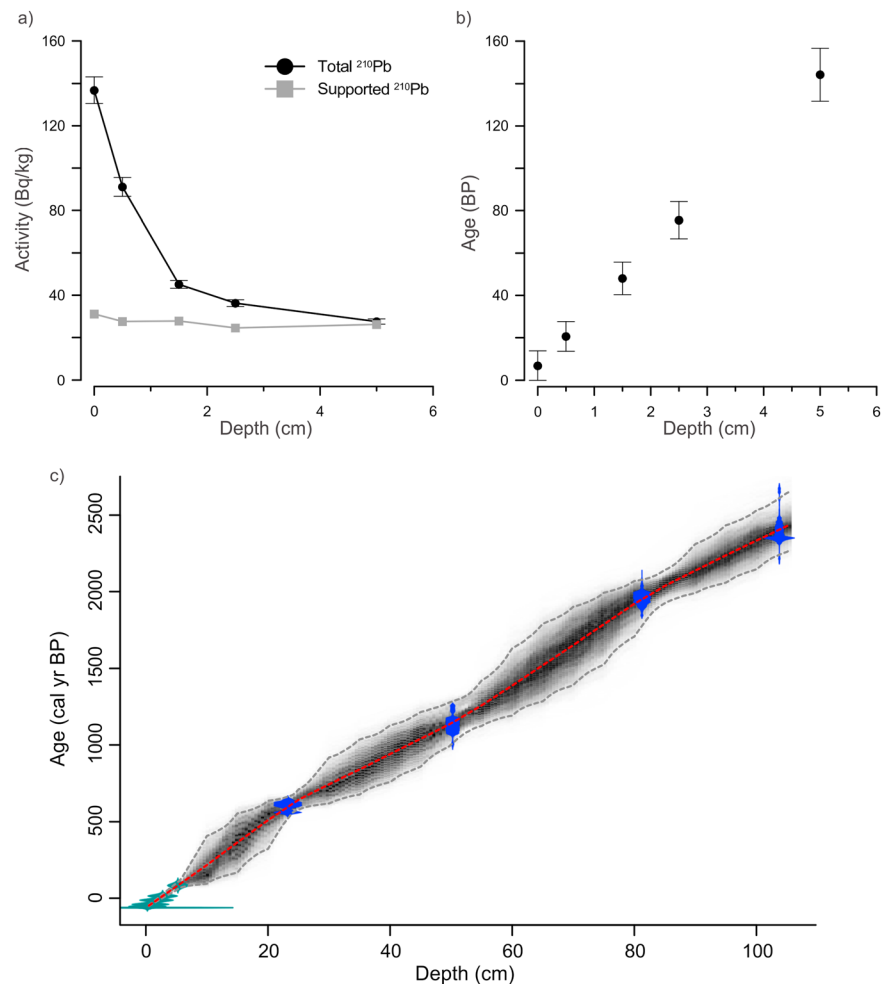 a)
160
120
80
40
0
Activity (Bq/kg)
Total ²¹⁰Pb
Supported ²¹⁰Pb
0 2 4 6
Depth (cm)
b)
160
120
80
40
0
Age (BP)
0 1 2 3 4 5 6
Depth (cm)
c)
2500
2000
1500
1000
500
0
Age (cal yr BP)
0 20 40 60 80 100
Depth (cm)